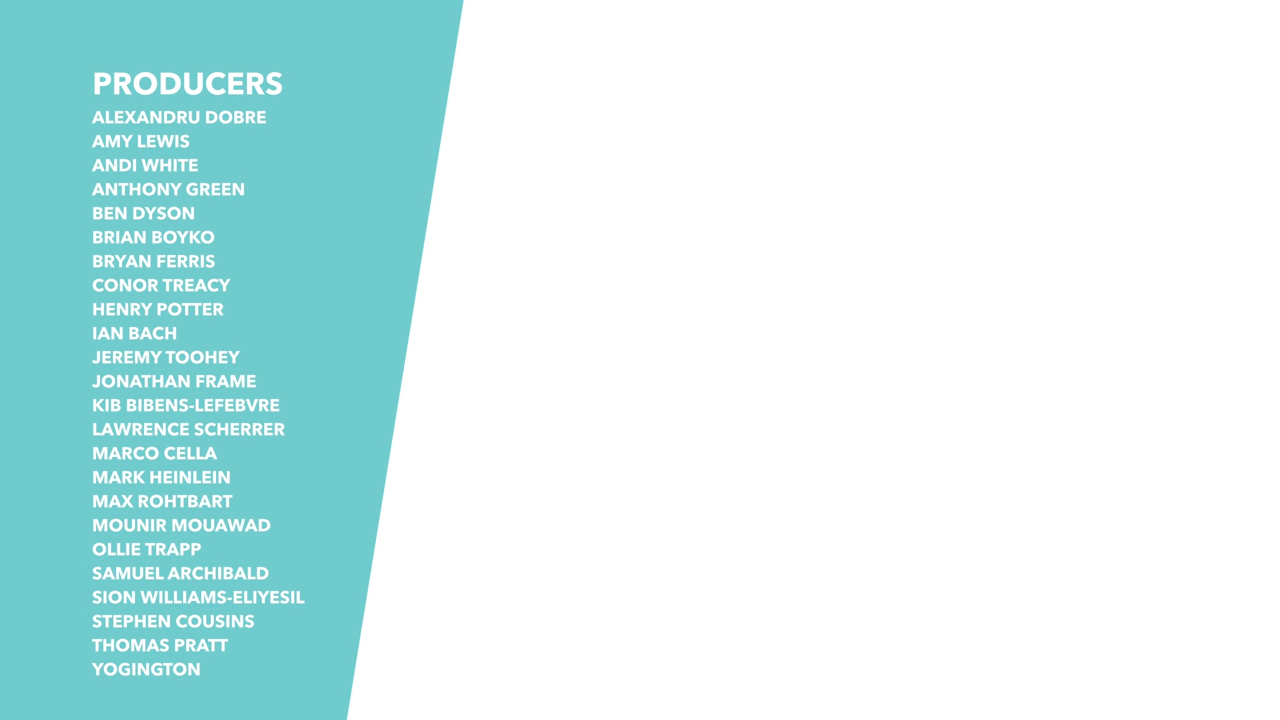 PRODUCERS
ALEXANDRU DOBRE
AMY LEWIS
ANDI WHITE
ANTHONY GREEN
BEN DYSON
BRIAN BOYKO
BRYAN FERRIS
CONOR TREACY
HENRY POTTER
IAN BACH
JEREMY TOOHEY
JONATHAN FRAME
KIB BIBENS-LEFEBVRE
LAWRENCE SCHERRER
MARCO CELLA
MARK HEINLEIN
MAX ROHTBART
MOUNIR MOUAWAD
OLLIE TRAPP
SAMUEL ARCHIBALD
SION WILLIAMS-ELIYESIL
STEPHEN COUSINS
THOMAS PRATT
YOGINGTON